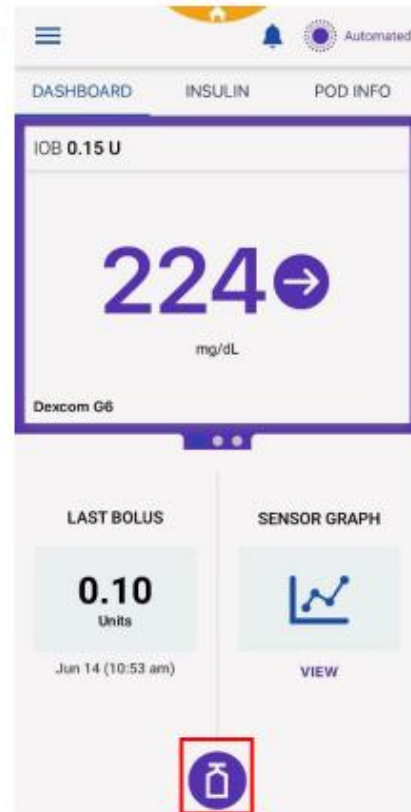 Automated
DASHBOARD INSULIN POD INFO
IOB 0.15 U
224
mg/dL
Dexcom G6
LAST BOLUS SENSOR GRAPH
0.10
Units
Jun 14 (10:53 am) VIEW